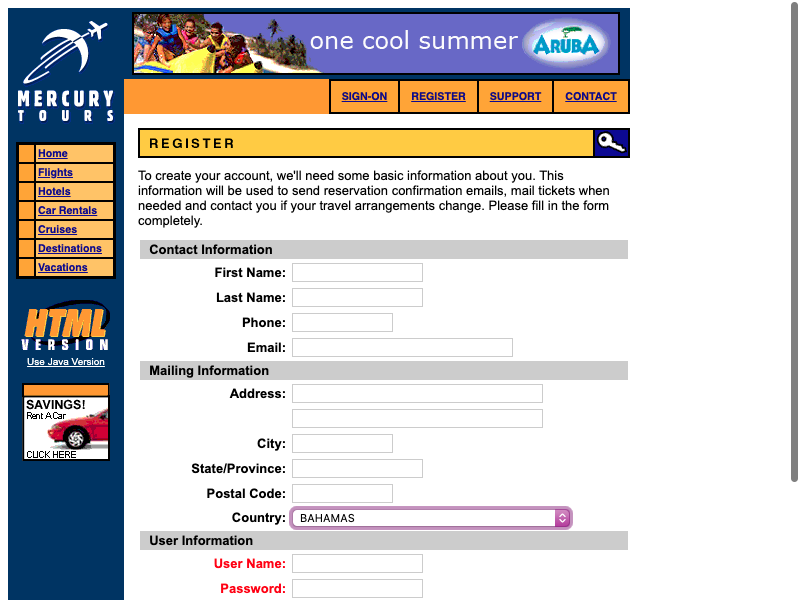 one cool summer ARUBA
MERCURY
TOURS
SIGN-ON REGISTER SUPPORT CONTACT
REGISTER
Home
Flights
Hotels
Car Rentals
Cruises
Destinations
Vacations
HTML
VERSION
Use Java Version
SAVINGS!
Rent A Car
CLICK HERE
To create your account, we'll need some basic information about you. This
information will be used to send reservation confirmation emails, mail tickets when
needed and contact you if your travel arrangements change. Please fill in the form
completely.
Contact Information
First Name:
Last Name:
Phone:
Email:
Mailing Information
Address:
City:
State/Province:
Postal Code:
Country: BAHAMAS
User Information
User Name:
Password: